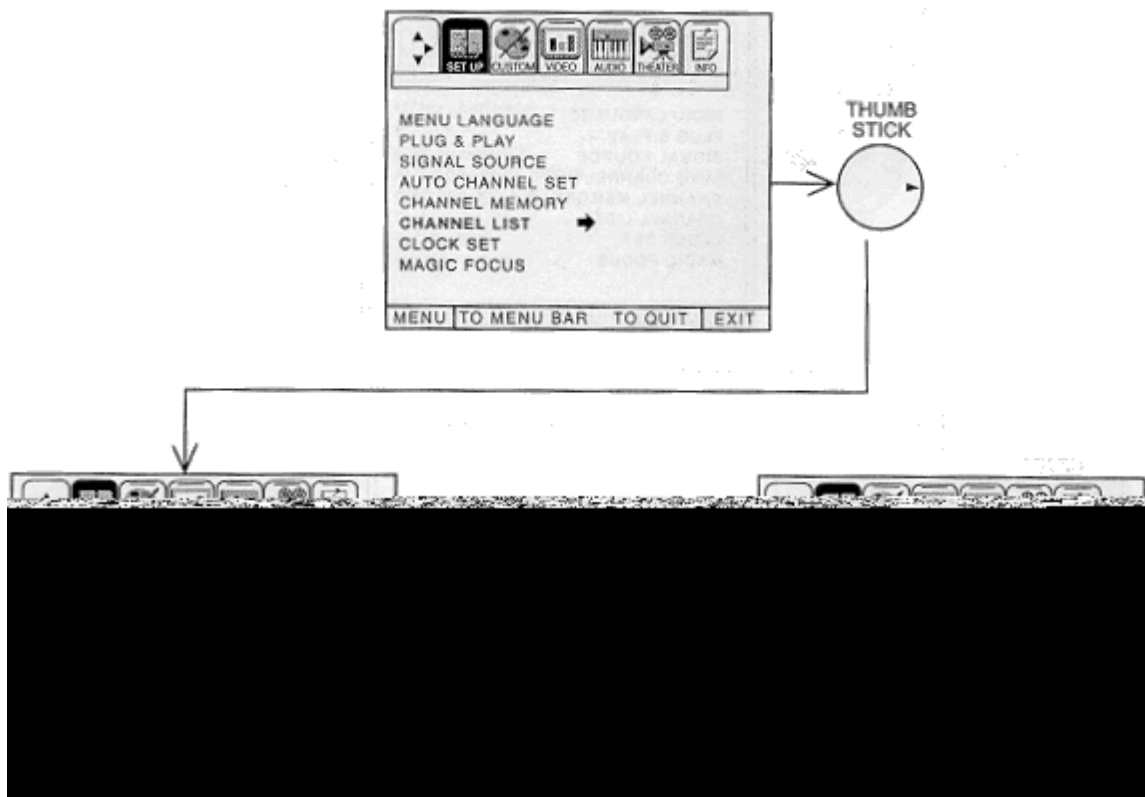 SET UP CUSTOM VIDEO AUDIO THEATER INFO
MENU LANGUAGE
PLUG & PLAY
SIGNAL SOURCE
AUTO CHANNEL SET
CHANNEL MEMORY
CHANNEL LIST
CLOCK SET
MAGIC FOCUS
MENU TO MENU BAR TO QUIT EXIT
THUMB
STICK